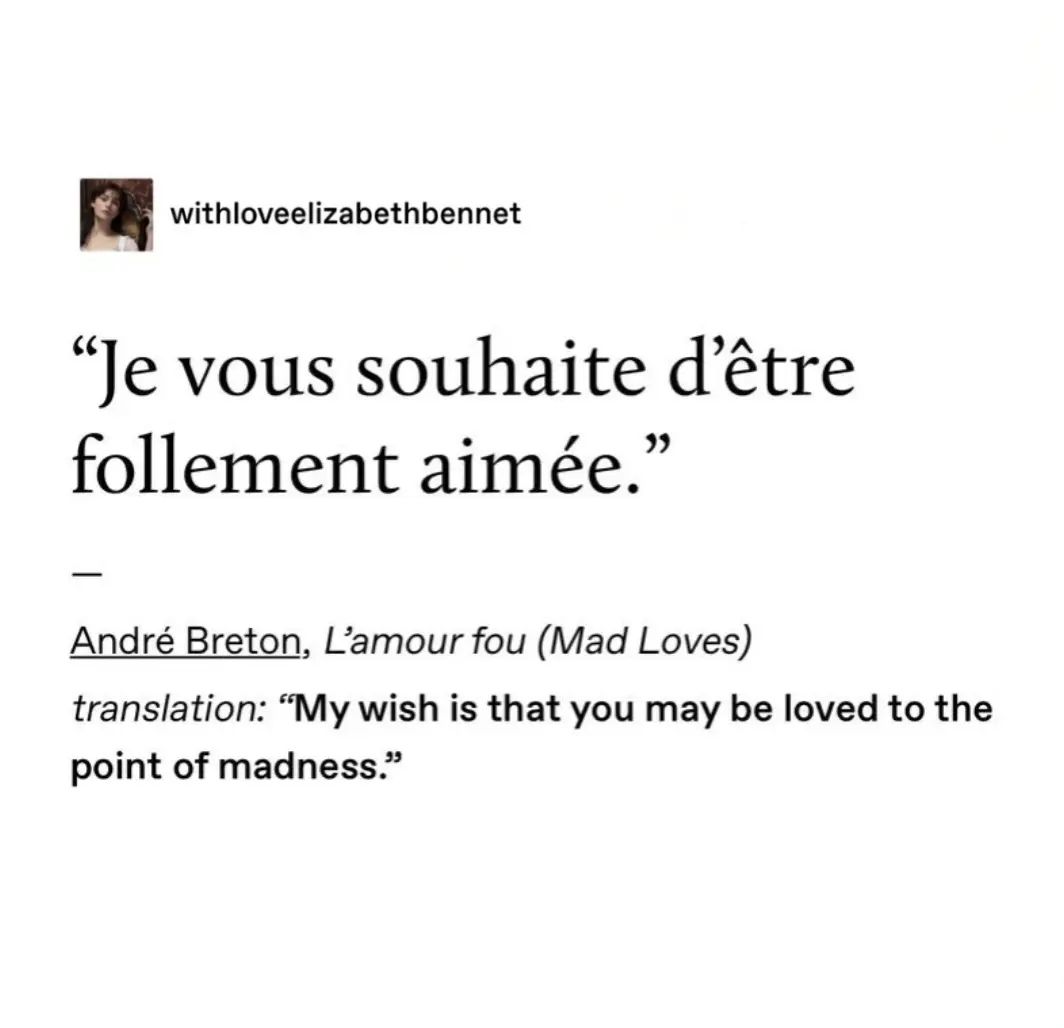 withloveelizabethbennet
“Je vous souhaite d’être
follement aimée.”
—
André Breton, L’amour fou (Mad Loves)
translation: “My wish is that you may be loved to the
point of madness.”